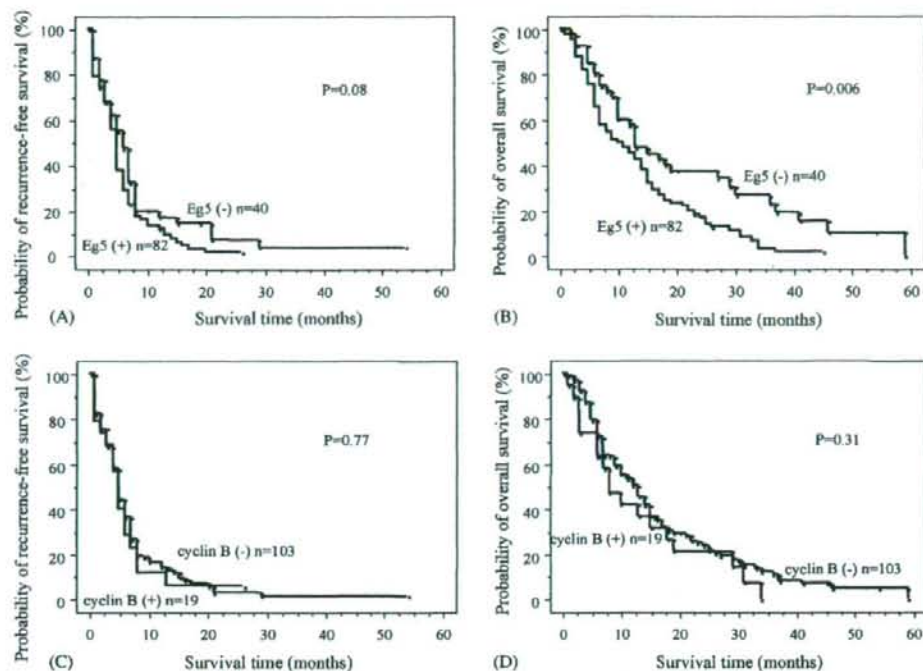 Probability of recurrence-free survival (%)
100
80
60
40
20
0
P=0.08
Eg5 (-) n=40
Eg5 (+) n=82
0 10 20 30 40 50 60
(A)
Survival time (months)
Probability of overall survival (%)
100
80
60
40
20
0
P=0.006
Eg5 (-) n=40
Eg5 (+) n=82
0 10 20 30 40 50 60
(B)
Survival time (months)
Probability of recurrence-free survival (%)
100
80
60
40
20
0
P=0.77
cyclin B (-) n=103
cyclin B (+) n=19
0 10 20 30 40 50 60
(C)
Survival time (months)
Probability of overall survival (%)
100
80
60
40
20
0
P=0.31
cyclin B (+) n=19
cyclin B (-) n=103
0 10 20 30 40 50 60
(D)
Survival time (months)